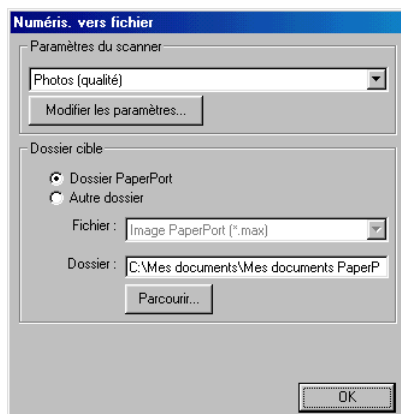 Numéris. vers fichier
Paramètres du scanner
Photos (qualité)
Modifier les paramètres...
Dossier cible
Dossier PaperPort
Autre dossier
Fichier : Image PaperPort (*.max)
Dossier : C:\Mes documents\Mes documents PaperP
Parcourir...
OK